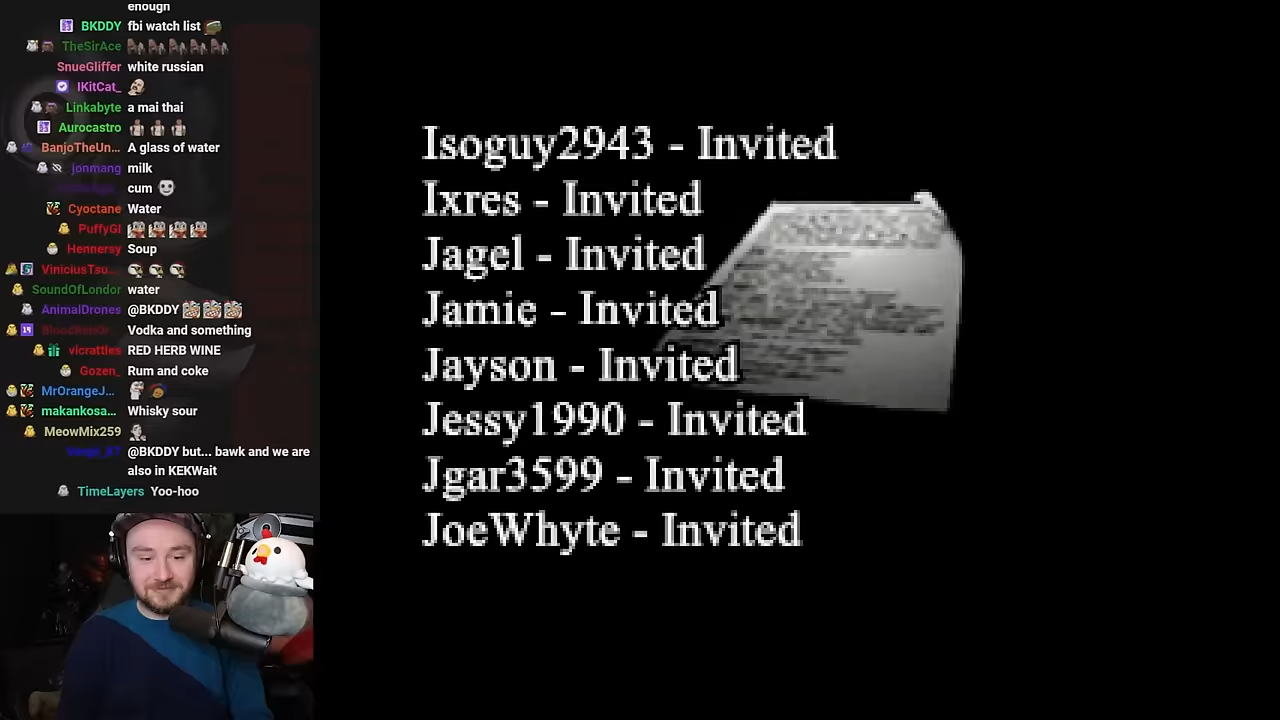 enough
BKDDY fbi watch list
TheSirAce
SnueGliffer white russian
IKitCat_
Linkabyte a mai thai
Aurocastro
BanjoTheUn... A glass of water
jonmang milk
cum
Cyoctane Water
PuffyGI
Hennersy Soup
ViniciusTsu...
SoundOfLondor water
AnimalDrones @BKDDY
Vodka and something
vicratties RED HERB WINE
Gozen_ Rum and coke
MrOrangeJ...
makankosa... Whisky sour
MeowMix259
@BKDDY but... bawk and we are
also in KEKWait
TimeLayers Yoo-hoo
Isoguy2943 - Invited
Ixres - Invited
Jagel - Invited
Jamie - Invited
Jayson - Invited
Jessy1990 - Invited
Jgar3599 - Invited
JoeWhyte - Invited